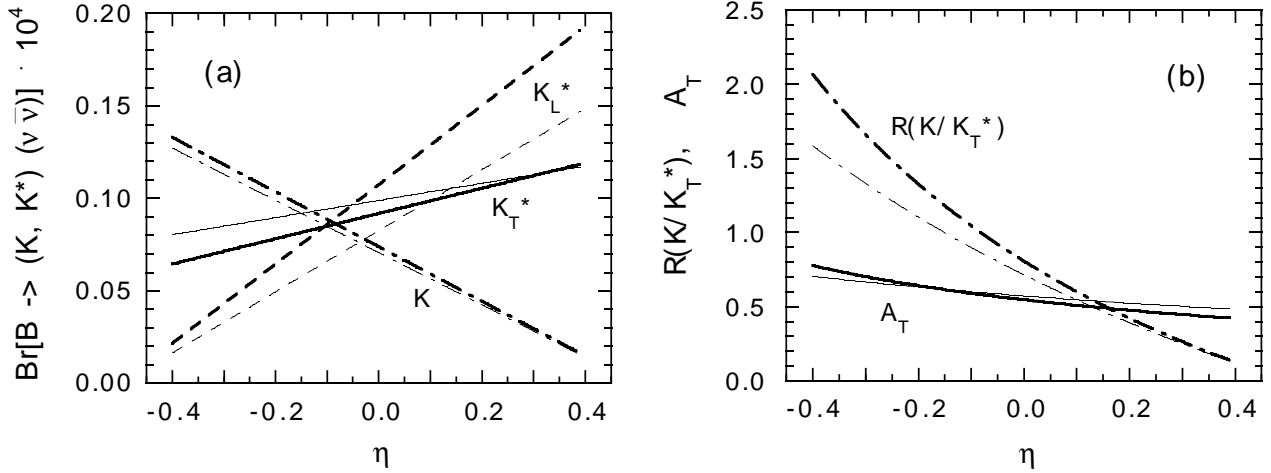 Br[B -> (K, K*) (ν ν̄)] · 10⁴
0.20
0.15
0.10
0.05
0.00
(a)
K_L*
K_T*
K
-0.4
-0.2
0.0
0.2
0.4
η
R(K/K_T*), A_T
2.5
2.0
1.5
1.0
0.5
0.0
(b)
R(K/K_T*)
A_T
-0.4
-0.2
0.0
0.2
0.4
η